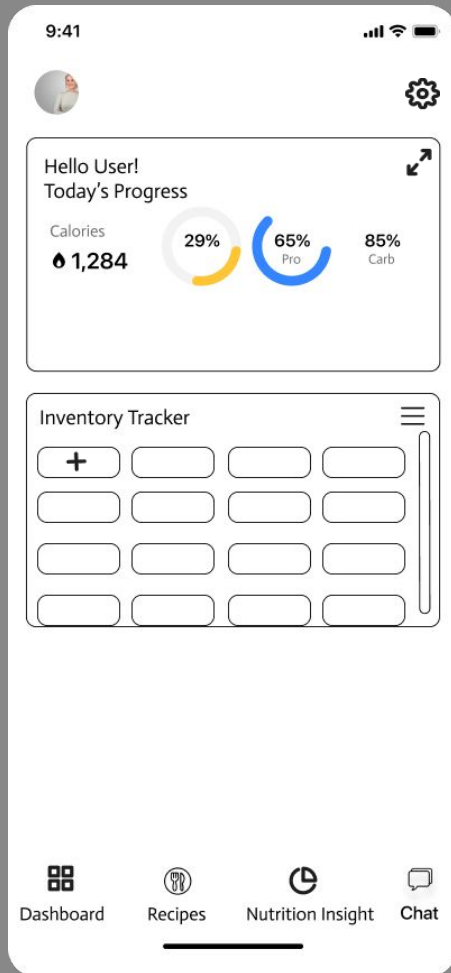 9:41
Hello User!
Today's Progress
Calories
1,284
29%
65%
Pro
85%
Carb
Inventory Tracker
+
Dashboard
Recipes
Nutrition Insight
Chat